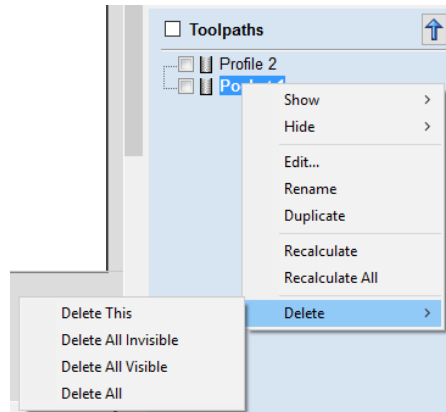 Toolpaths
Profile 2
Show
Hide
Edit...
Rename
Duplicate
Recalculate
Recalculate All
Delete
Delete This
Delete All Invisible
Delete All Visible
Delete All